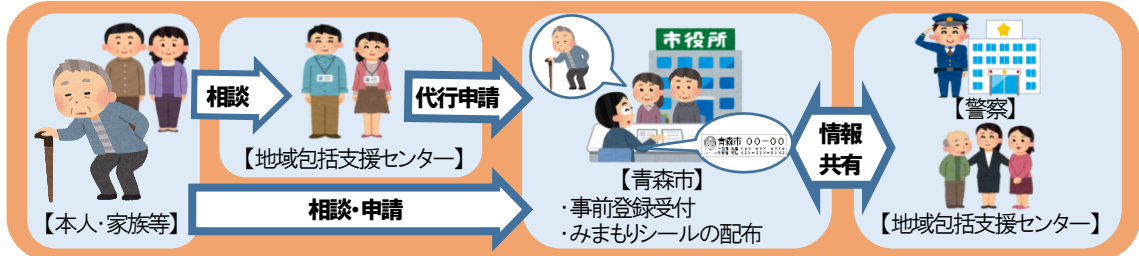 相談
【地域包括支援センター】
代行申請
【本人・家族等】
相談・申請
市役所
青森市 00-00
【青森市】
・事前登録受付
・みまもりシールの配布
情報
共有
【警察】
【地域包括支援センター】